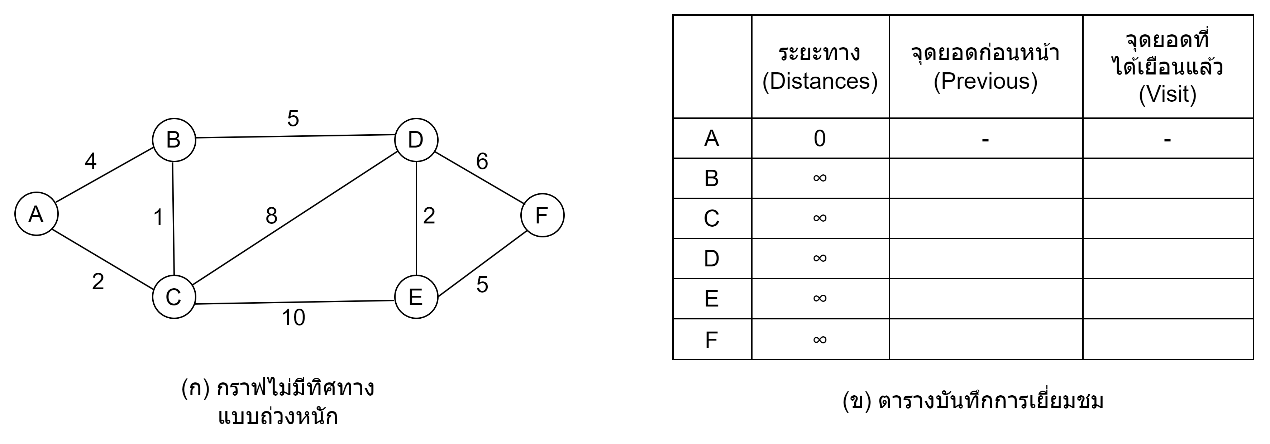 A
B
C
D
E
F
4
2
1
5
8
10
2
6
5
(ก) กราฟไม่มีทิศทาง
แบบถ่วงหนัก
ระยะทาง
(Distances)
จุดยอดก่อนหน้า
(Previous)
จุดยอดที่
ได้เยือนแล้ว
(Visit)
A 0 - -
B ∞
C ∞
D ∞
E ∞
F ∞
(ข) ตารางบันทึกการเยี่ยมชม